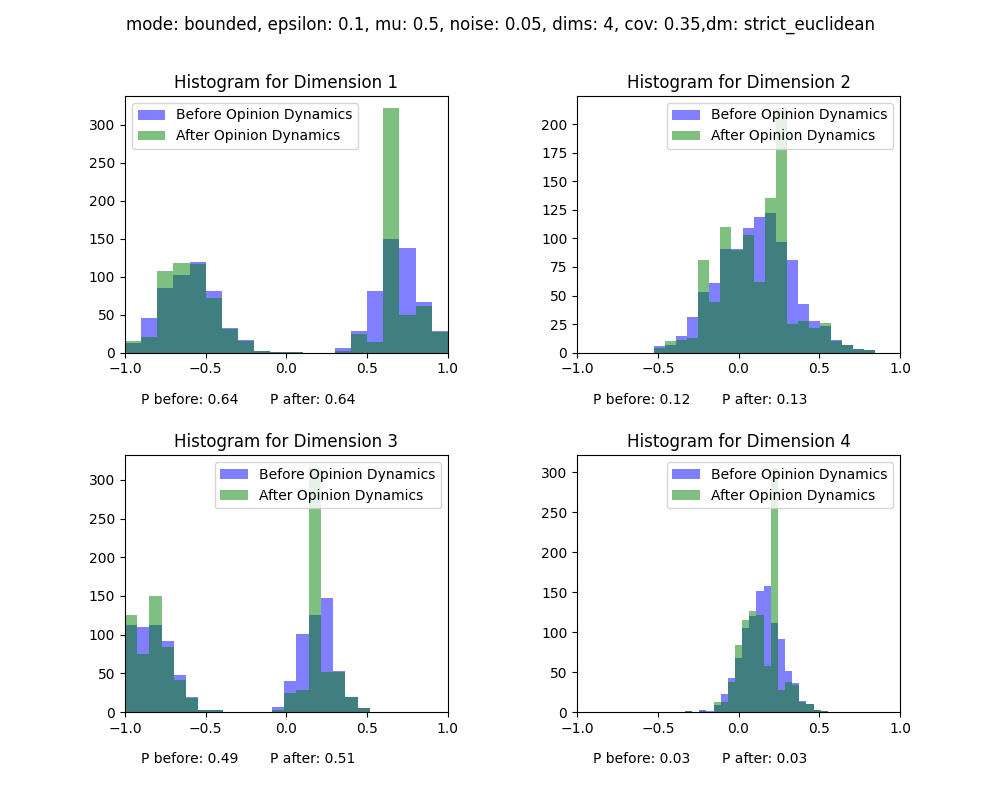 mode: bounded, epsilon: 0.1, mu: 0.5, noise: 0.05, dims: 4, cov: 0.35,dm: strict_euclidean
Histogram for Dimension 1
Before Opinion Dynamics
After Opinion Dynamics
300
250
200
150
100
50
0
−1.0 −0.5 0.0 0.5 1.0
P before: 0.64 P after: 0.64
Histogram for Dimension 2
Before Opinion Dynamics
After Opinion Dynamics
200
175
150
125
100
75
50
25
0
−1.0 −0.5 0.0 0.5 1.0
P before: 0.12 P after: 0.13
Histogram for Dimension 3
Before Opinion Dynamics
After Opinion Dynamics
300
250
200
150
100
50
0
−1.0 −0.5 0.0 0.5 1.0
P before: 0.49 P after: 0.51
Histogram for Dimension 4
Before Opinion Dynamics
After Opinion Dynamics
300
250
200
150
100
50
0
−1.0 −0.5 0.0 0.5 1.0
P before: 0.03 P after: 0.03